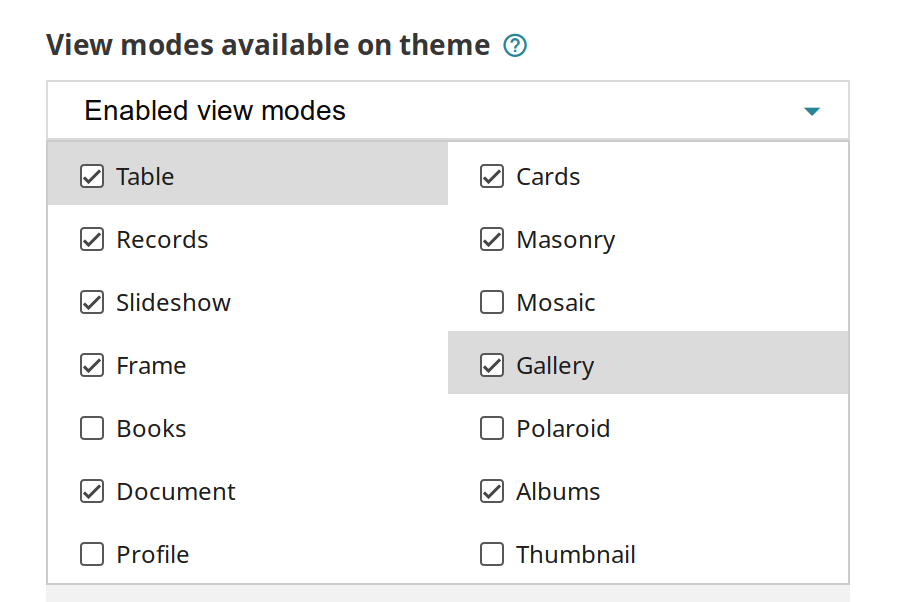 View modes available on theme ?
Enabled view modes
Table Cards
Records Masonry
Slideshow Mosaic
Frame Gallery
Books Polaroid
Document Albums
Profile Thumbnail